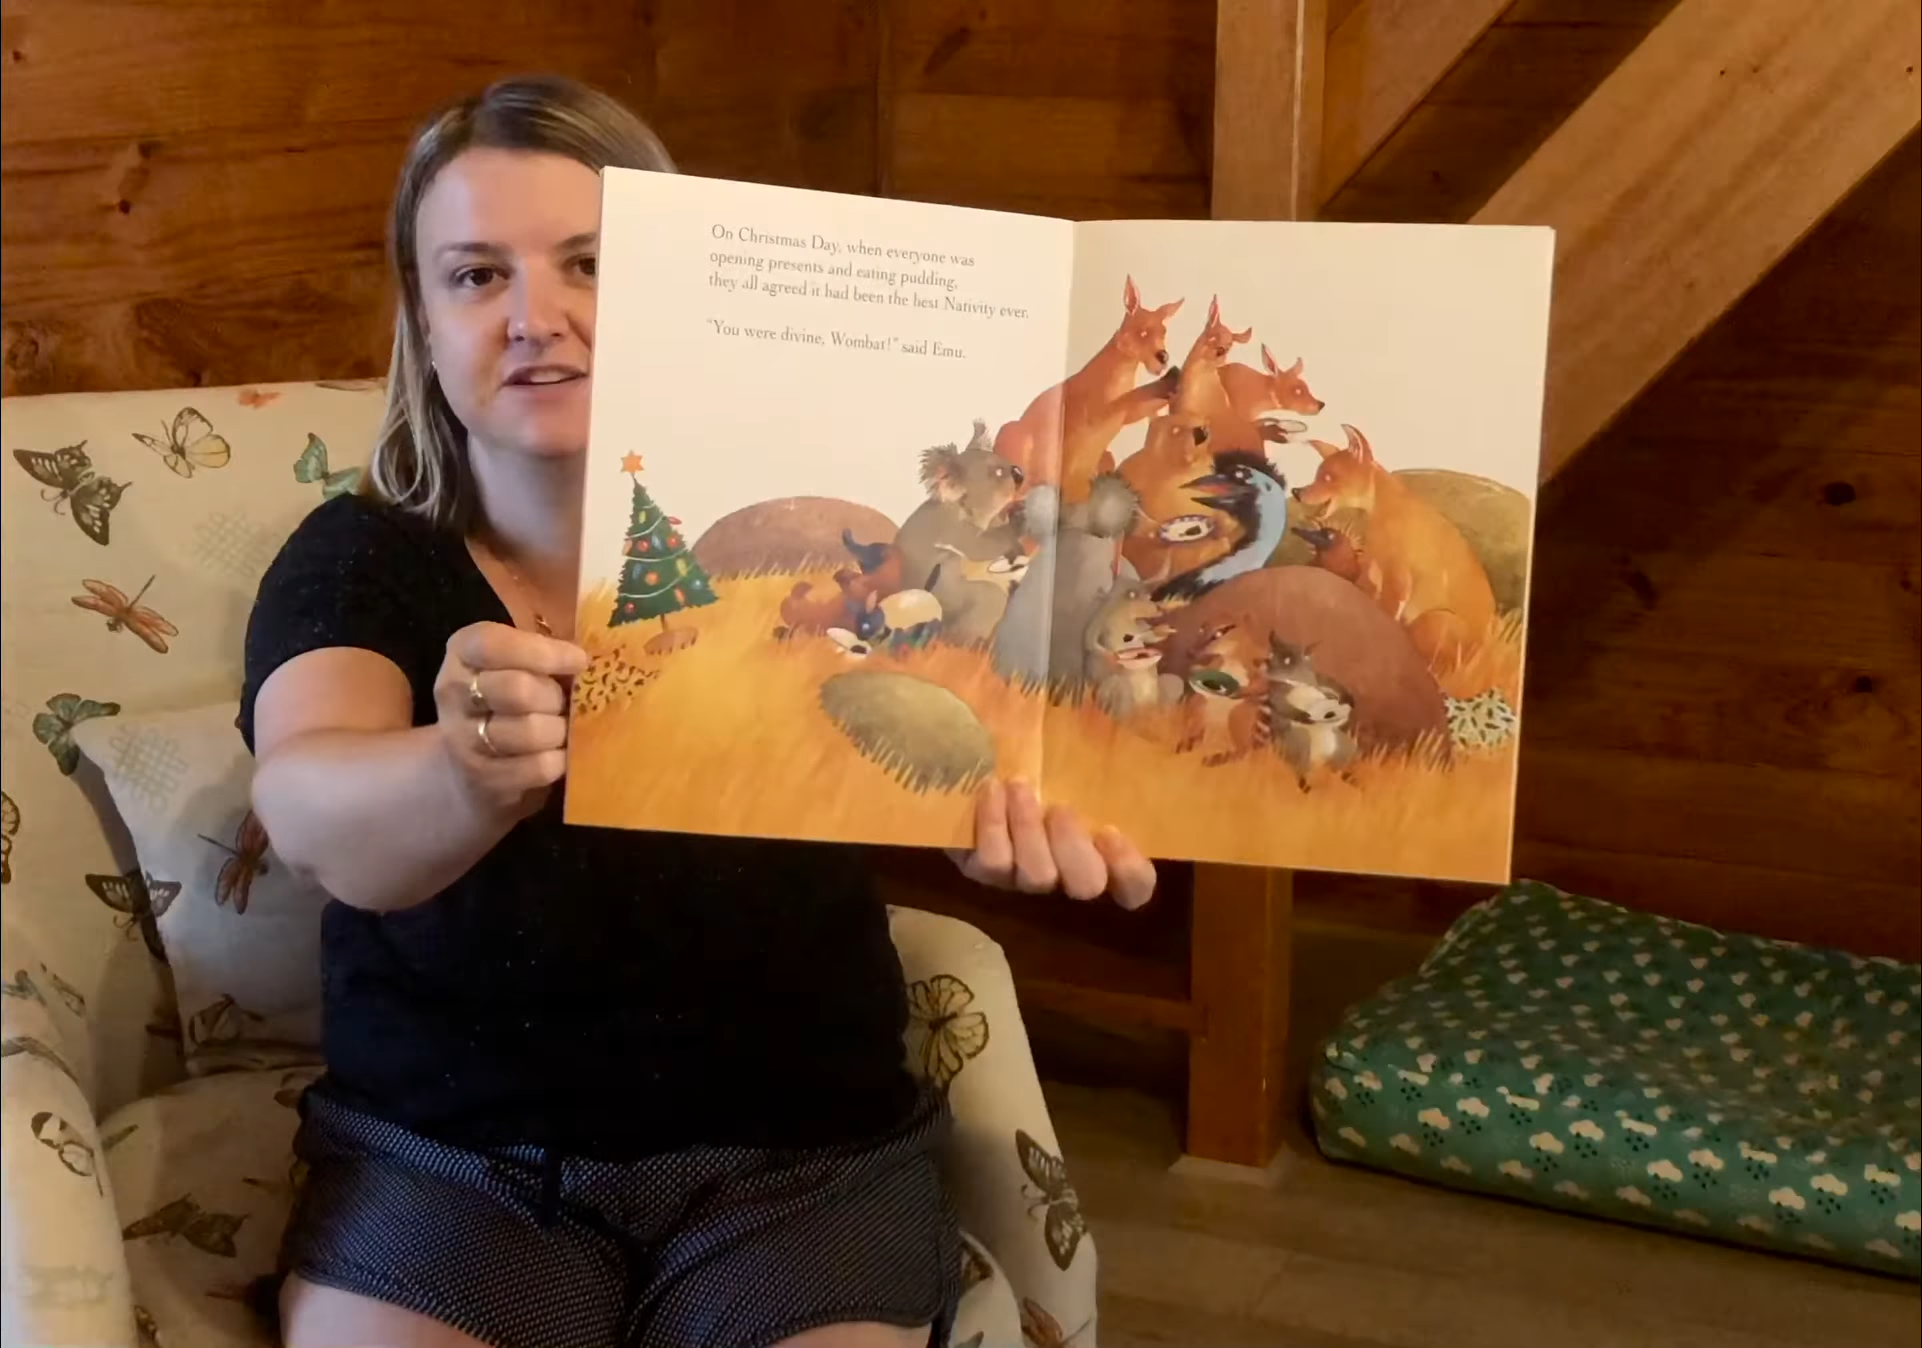 On Christmas Day, when everyone was
opening presents and eating pudding,
they all agreed it had been the best Nativity ever.
"You were divine, Wombat!" said Emu.